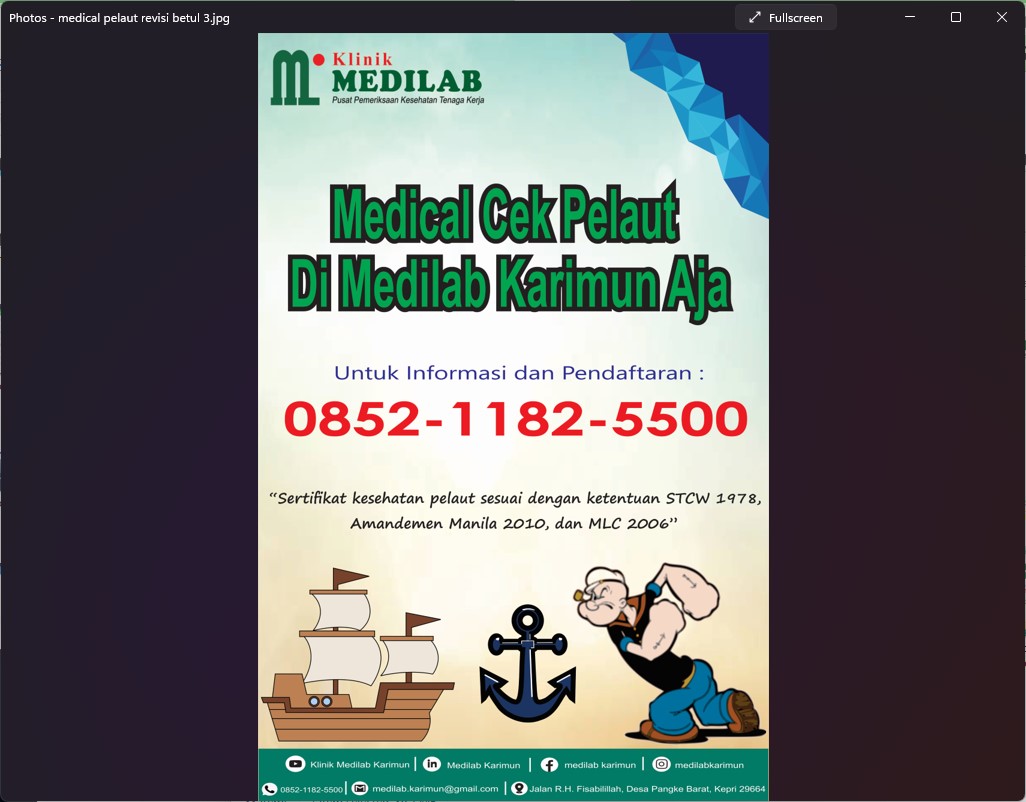 Photos - medical pelaut revisi betul 3.jpg
Fullscreen
Klinik
MEDILAB
Pusat Pemeriksaan Kesehatan Tenaga Kerja
Medical Cek Pelaut
Di Medilab Karimun Aja
Untuk Informasi dan Pendaftaran :
0852-1182-5500
“Sertifikat kesehatan pelaut sesuai dengan ketentuan STCW 1978,
Amandemen Manila 2010, dan MLC 2006”
Klinik Medilab Karimun | in Medilab Karimun | f medilab karimun | medilabkarimun
0852-1182-5500 | medilab.karimun@gmail.com | Jalan R.H. Fisabilillah, Desa Pangke Barat, Kepri 29664